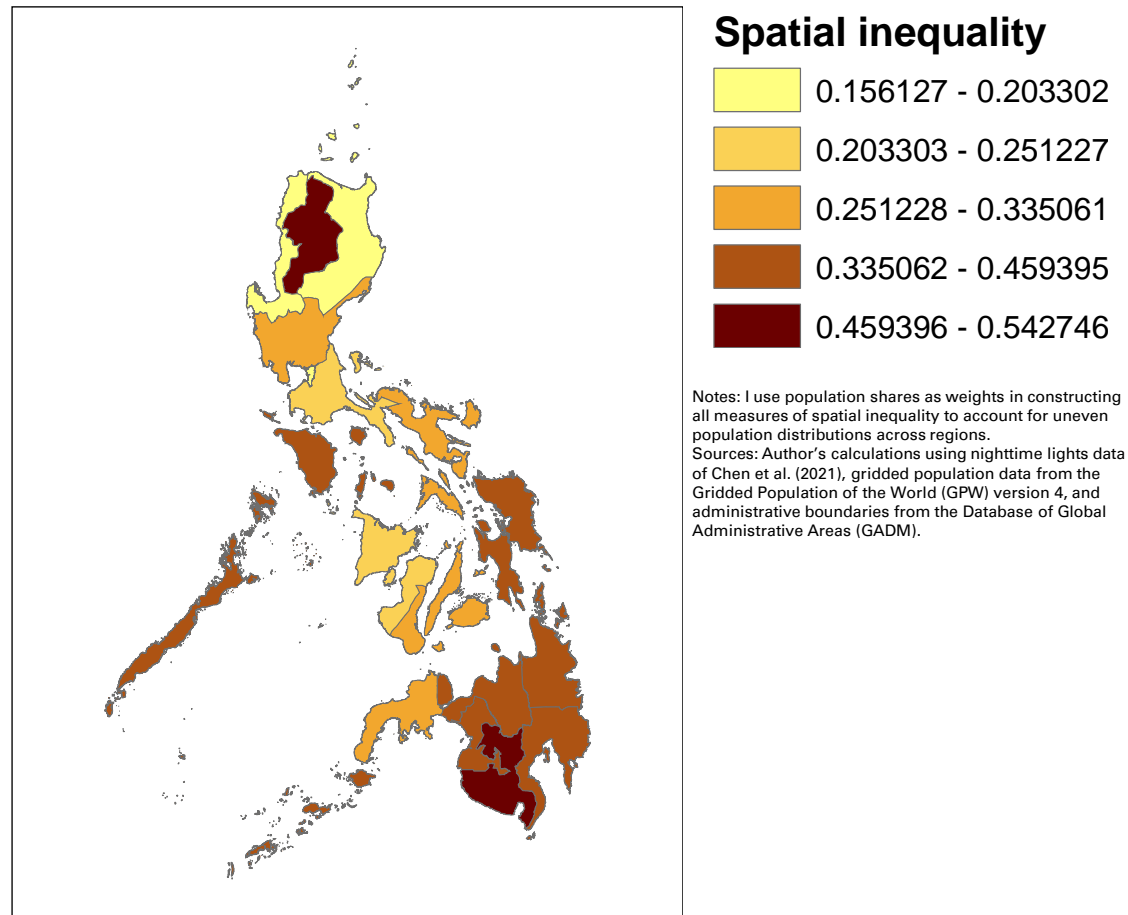 Spatial inequality
0.156127 - 0.203302
0.203303 - 0.251227
0.251228 - 0.335061
0.335062 - 0.459395
0.459396 - 0.542746
Notes: I use population shares as weights in constructing
all measures of spatial inequality to account for uneven
population distributions across regions.
Sources: Author’s calculations using nighttime lights data
of Chen et al. (2021), gridded population data from the
Gridded Population of the World (GPW) version 4, and
administrative boundaries from the Database of Global
Administrative Areas (GADM).